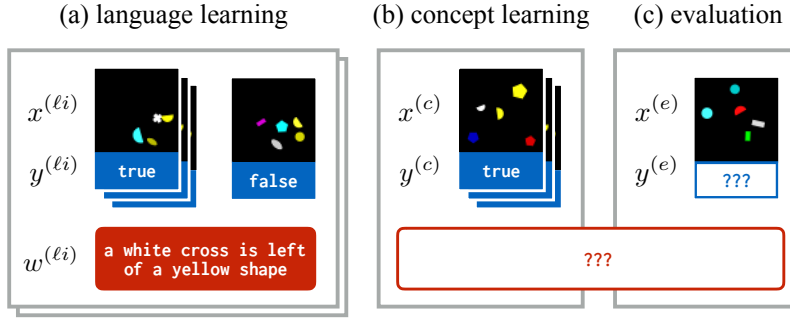 (a) language learning
(b) concept learning
(c) evaluation
x^{(ℓi)}
y^{(ℓi)}
true
false
w^{(ℓi)}
a white cross is left
of a yellow shape
x^{(c)}
y^{(c)}
true
x^{(e)}
y^{(e)}
???
???